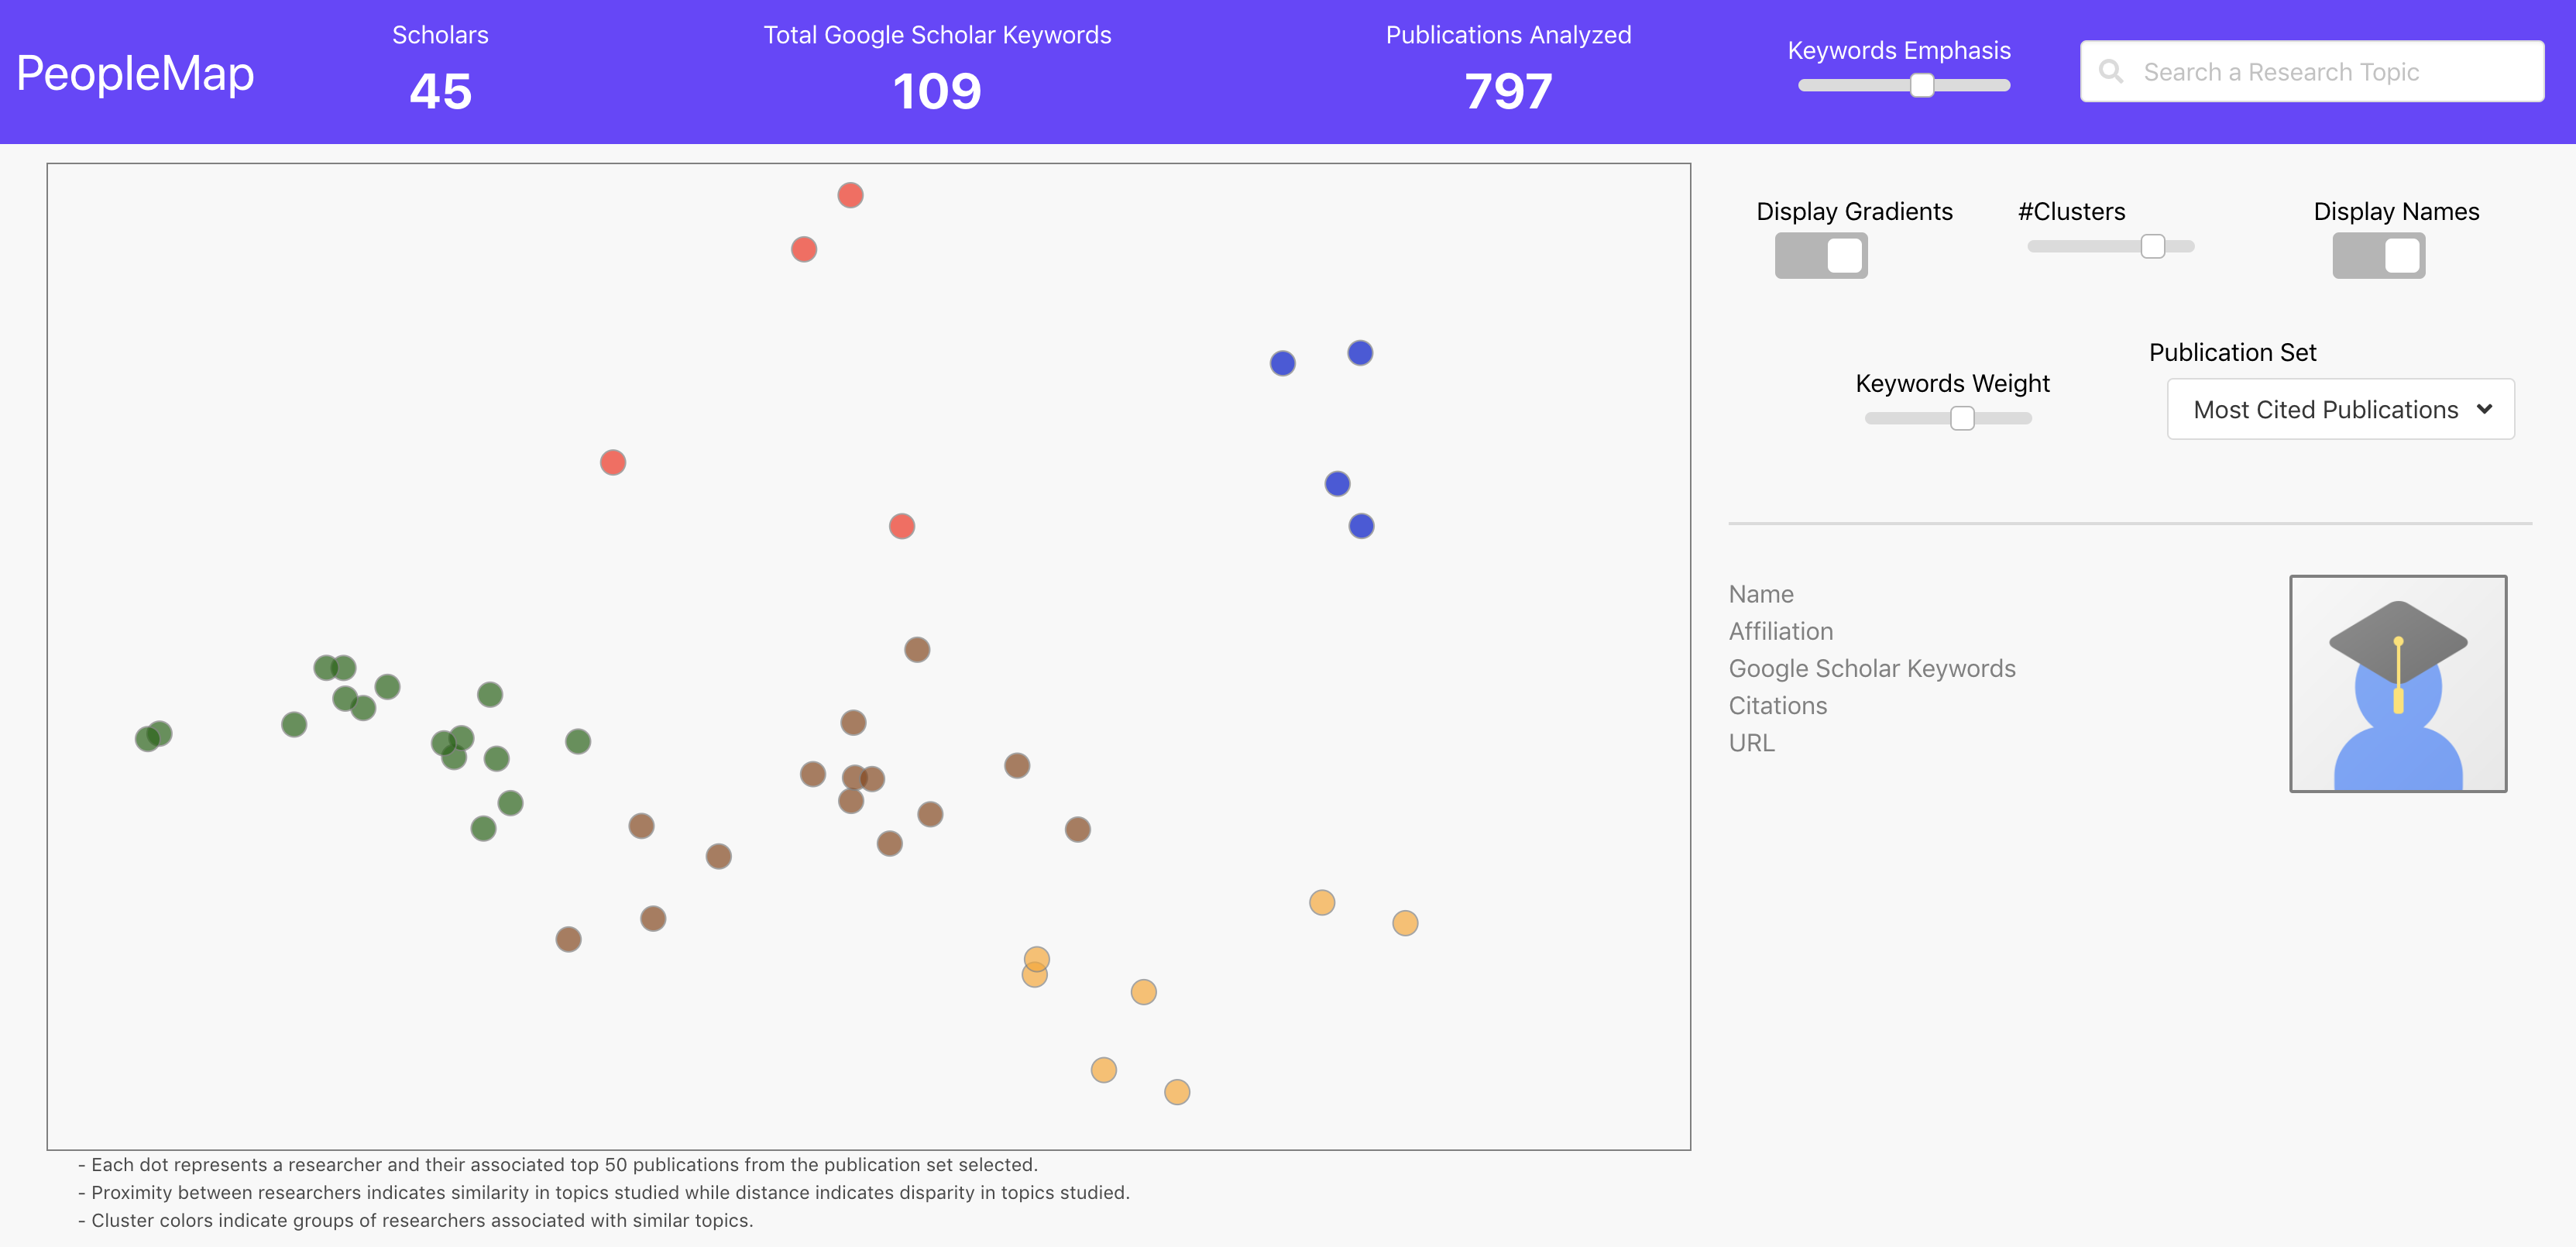 PeopleMap
Scholars
45
Total Google Scholar Keywords
109
Publications Analyzed
797
Keywords Emphasis
Search a Research Topic
Display Gradients
#Clusters
Display Names
Keywords Weight
Publication Set
Most Cited Publications
Name
Affiliation
Google Scholar Keywords
Citations
URL
- Each dot represents a researcher and their associated top 50 publications from the publication set selected.
- Proximity between researchers indicates similarity in topics studied while distance indicates disparity in topics studied.
- Cluster colors indicate groups of researchers associated with similar topics.